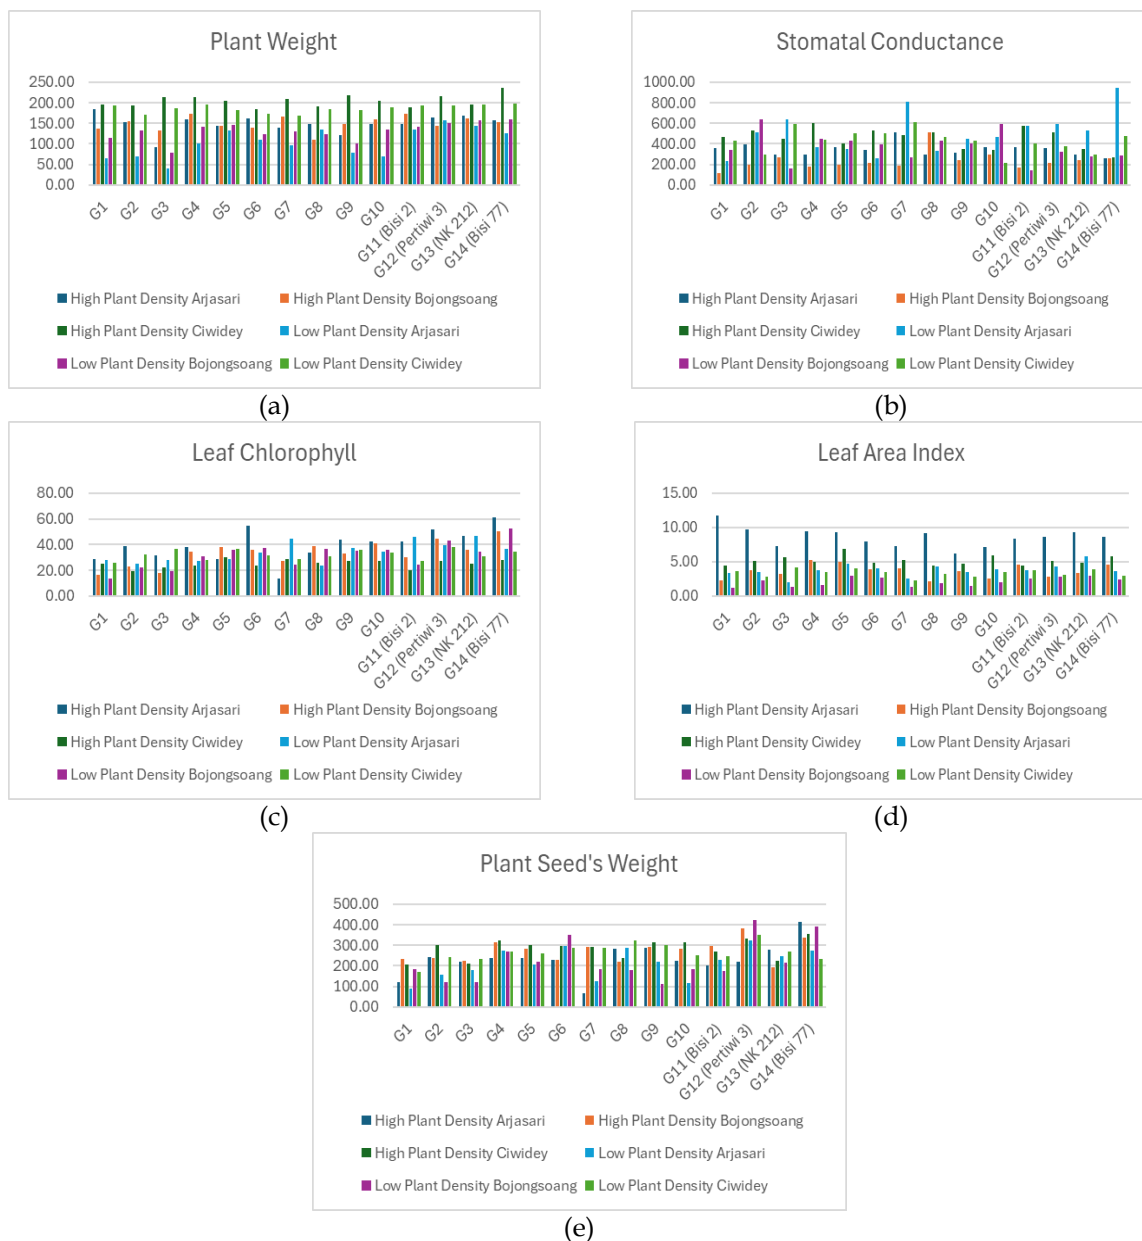 Plant Weight
250.00
200.00
150.00
100.00
50.00
0.00
G1 G2 G3 G4 G5 G6 G7 G8 G9 G10 G11 (Bisi 2) G12 (Pertiwi 3) G13 (NK 212) G14 (Bisi 77)
High Plant Density Arjasari High Plant Density Bojongsoang
High Plant Density Ciwidey Low Plant Density Arjasari
Low Plant Density Bojongsoang Low Plant Density Ciwidey
(a)
Stomatal Conductance
1000.00
800.00
600.00
400.00
200.00
0.00
G1 G2 G3 G4 G5 G6 G7 G8 G9 G10 G11 (Bisi 2) G12 (Pertiwi 3) G13 (NK 212) G14 (Bisi 77)
High Plant Density Arjasari High Plant Density Bojongsoang
High Plant Density Ciwidey Low Plant Density Arjasari
Low Plant Density Bojongsoang Low Plant Density Ciwidey
(b)
Leaf Chlorophyll
80.00
60.00
40.00
20.00
0.00
G1 G2 G3 G4 G5 G6 G7 G8 G9 G10 G11 (Bisi 2) G12 (Pertiwi 3) G13 (NK 212) G14 (Bisi 77)
High Plant Density Arjasari High Plant Density Bojongsoang
High Plant Density Ciwidey Low Plant Density Arjasari
Low Plant Density Bojongsoang Low Plant Density Ciwidey
(c)
Leaf Area Index
15.00
10.00
5.00
0.00
G1 G2 G3 G4 G5 G6 G7 G8 G9 G10 G11 (Bisi 2) G12 (Pertiwi 3) G13 (NK 212) G14 (Bisi 77)
High Plant Density Arjasari High Plant Density Bojongsoang
High Plant Density Ciwidey Low Plant Density Arjasari
Low Plant Density Bojongsoang Low Plant Density Ciwidey
(d)
Plant Seed's Weight
500.00
400.00
300.00
200.00
100.00
0.00
G1 G2 G3 G4 G5 G6 G7 G8 G9 G10 G11 (Bisi 2) G12 (Pertiwi 3) G13 (NK 212) G14 (Bisi 77)
High Plant Density Arjasari High Plant Density Bojongsoang
High Plant Density Ciwidey Low Plant Density Arjasari
Low Plant Density Bojongsoang Low Plant Density Ciwidey
(e)